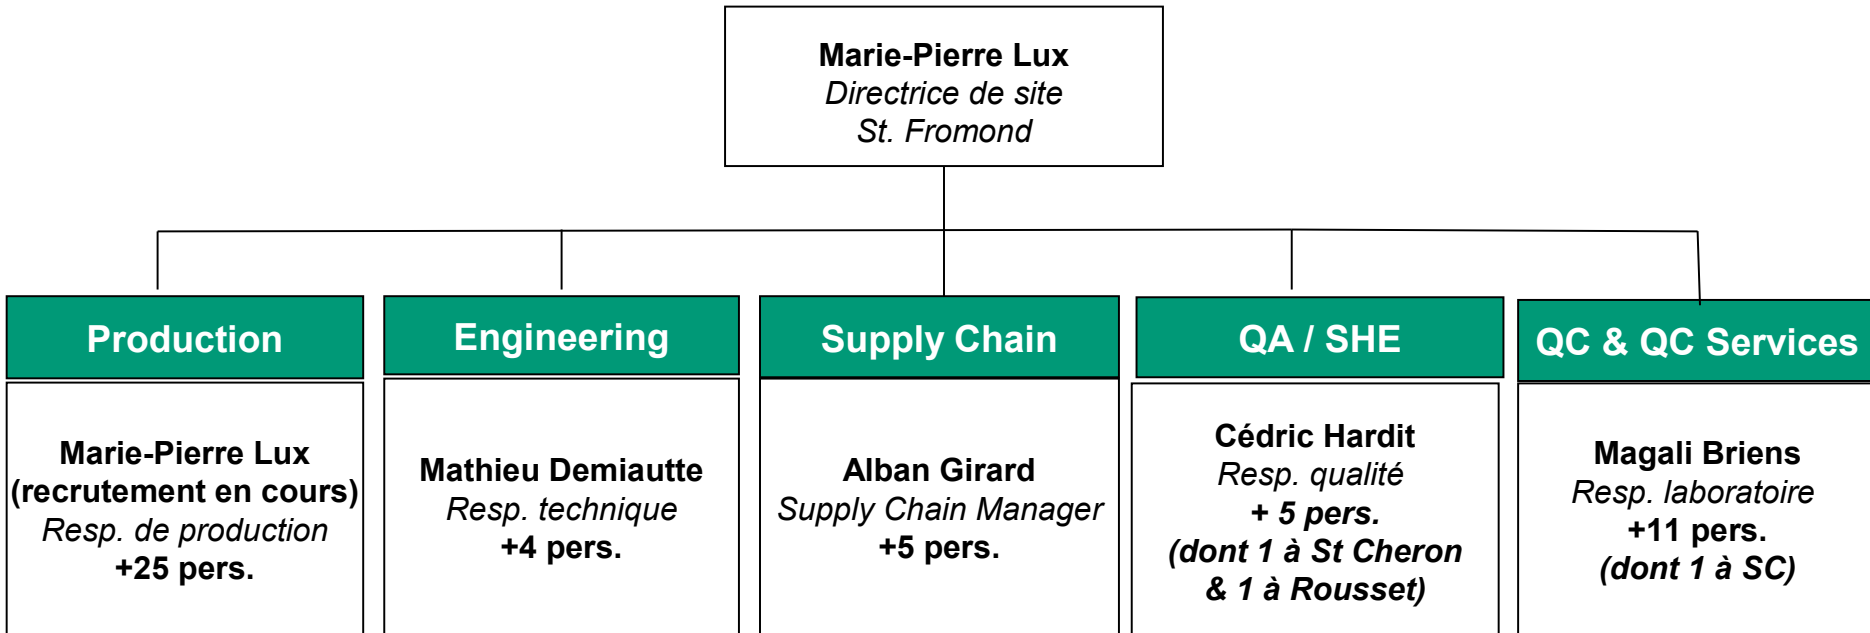 Marie-Pierre Lux
Directrice de site
St. Fromond
Production
Marie-Pierre Lux
(recrutement en cours)
Resp. de production
+25 pers.
Engineering
Mathieu Demiautte
Resp. technique
+4 pers.
Supply Chain
Alban Girard
Supply Chain Manager
+5 pers.
QA / SHE
Cédric Hardit
Resp. qualité
+ 5 pers.
(dont 1 à St Cheron
& 1 à Rousset)
QC & QC Services
Magali Briens
Resp. laboratoire
+11 pers.
(dont 1 à SC)